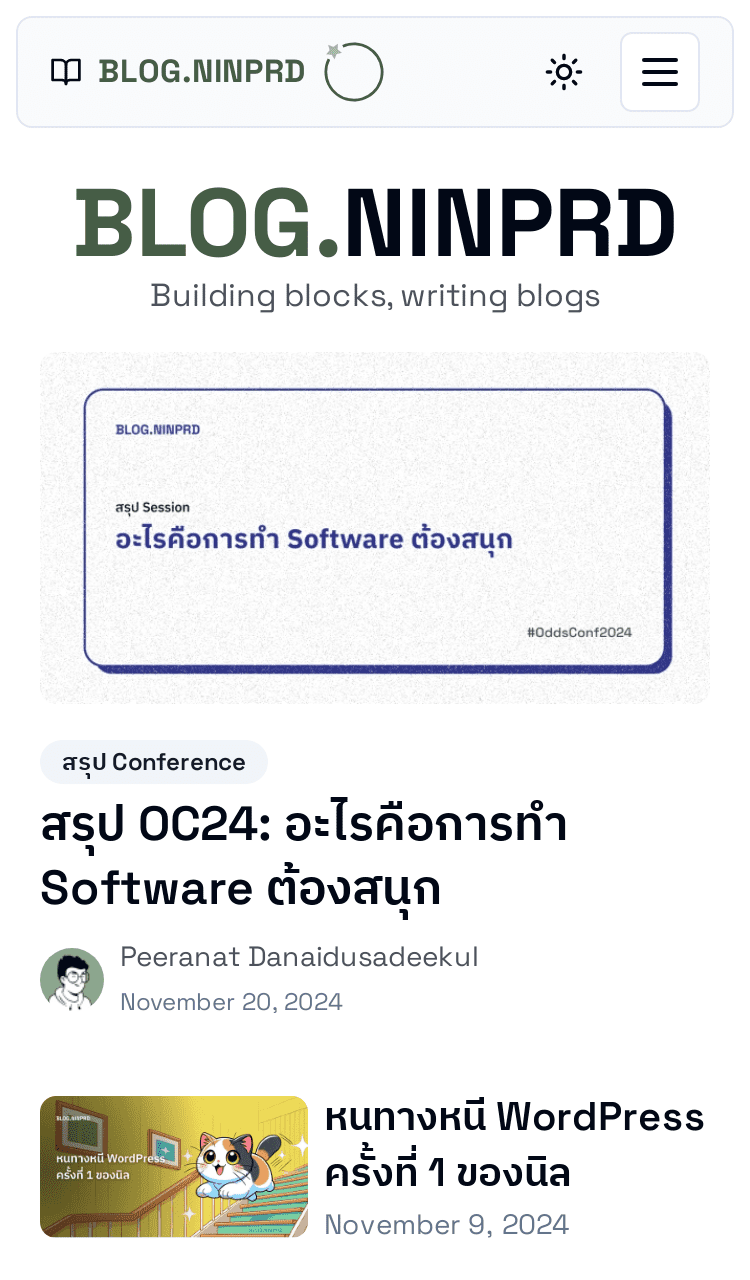 BLOG.NINPRD
BLOG.NINPRD
Building blocks, writing blogs
BLOG.NINPRD
สรุป Session
อะไรคือการทำ Software ต้องสนุก
#OddsConf2024
สรุป Conference
สรุป OC24: อะไรคือการทำ
Software ต้องสนุก
Peeranat Danaidusadeekul
November 20, 2024
BLOG.NINPRD
หนทางหนี WordPress
ครั้งที่ 1 ของนิล
หนทางหนี WordPress
ครั้งที่ 1 ของนิล
November 9, 2024